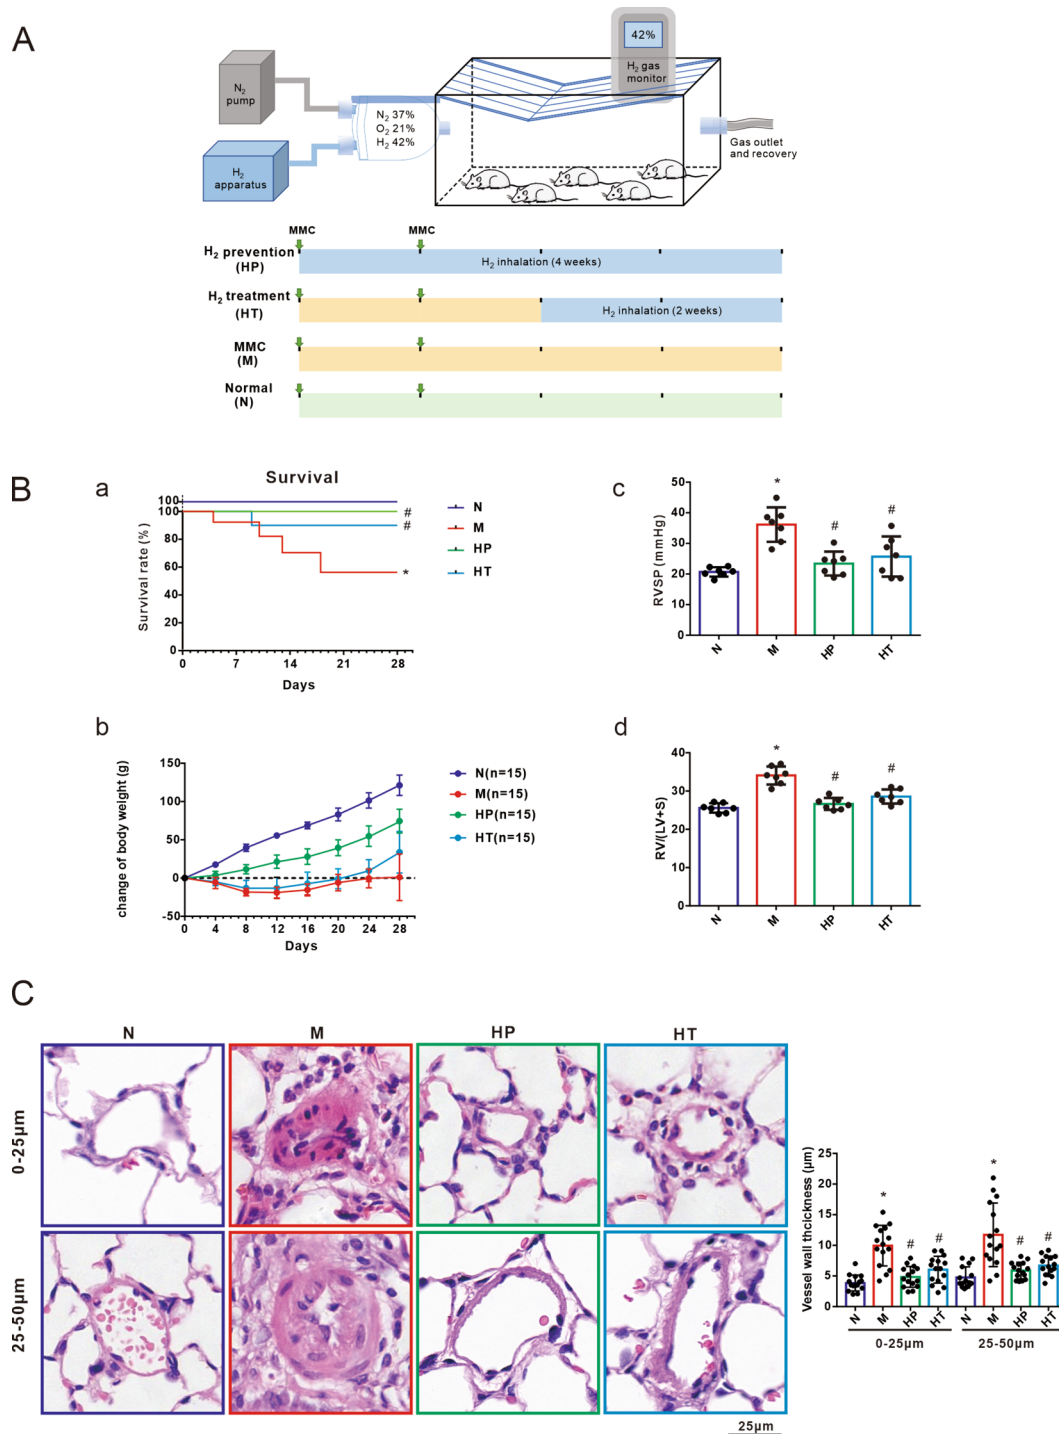 A
N2
pump
H2
apparatus
N2 37%
O2 21%
H2 42%
42%
H2 gas
monitor
Gas outlet
and recovery
MMC MMC
H2 prevention
(HP)
H2 inhalation (4 weeks)
H2 treatment
(HT)
H2 inhalation (2 weeks)
MMC
(M)
Normal
(N)
B
a
Survival
Survival rate (%)
100
100
80
60
40
20
0
0 7 14 21 28
Days
#
#
*
N
M
HP
HT
c
RVSP (mmHg)
50
40
30
20
10
0
*
#
#
N M HP HT
b
change of body weight (g)
150
100
50
0
-50
0 4 8 12 16 20 24 28
Days
N(n=15)
M(n=15)
HP(n=15)
HT(n=15)
d
RV/(LV+S)
40
30
20
10
0
*
#
#
N M HP HT
C
N M HP HT
0-25μm
25-50μm
25μm
Vessel wall thcickness (μm)
25
20
15
10
5
0
* # # * # #
N M HP HT N M HP HT
0-25μm 25-50μm